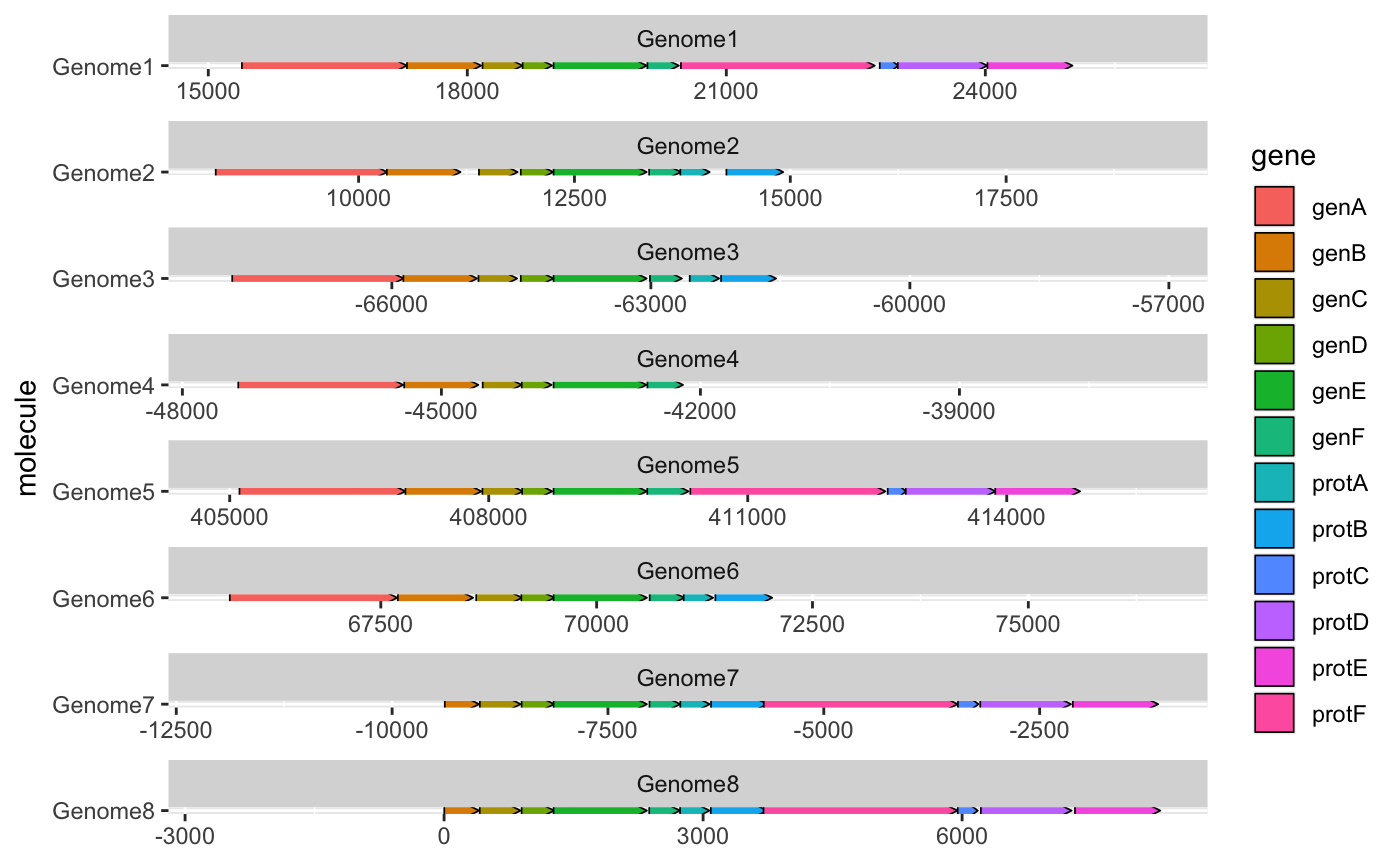 Genome1
Genome1
15000 18000 21000 24000
Genome2
Genome2
10000 12500 15000 17500
Genome3
Genome3
-66000 -63000 -60000 -57000
Genome4
Genome4
-48000 -45000 -42000 -39000
Genome5
Genome5
405000 408000 411000 414000
Genome6
Genome6
67500 70000 72500 75000
Genome7
Genome7
-12500 -10000 -7500 -5000 -2500
Genome8
Genome8
-3000 0 3000 6000
molecule
gene
genA
genB
genC
genD
genE
genF
protA
protB
protC
protD
protE
protF